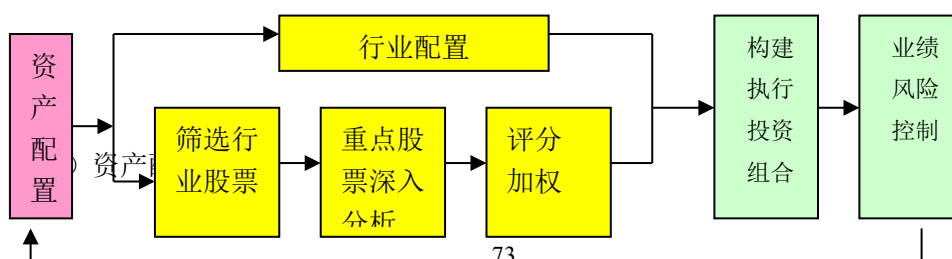 资
产
配
置
行业配置
筛选行
业股票
重点股
票深入
分析
评分
加权
构建
执行
投资
组合
业绩
风险
控制
）资产
73